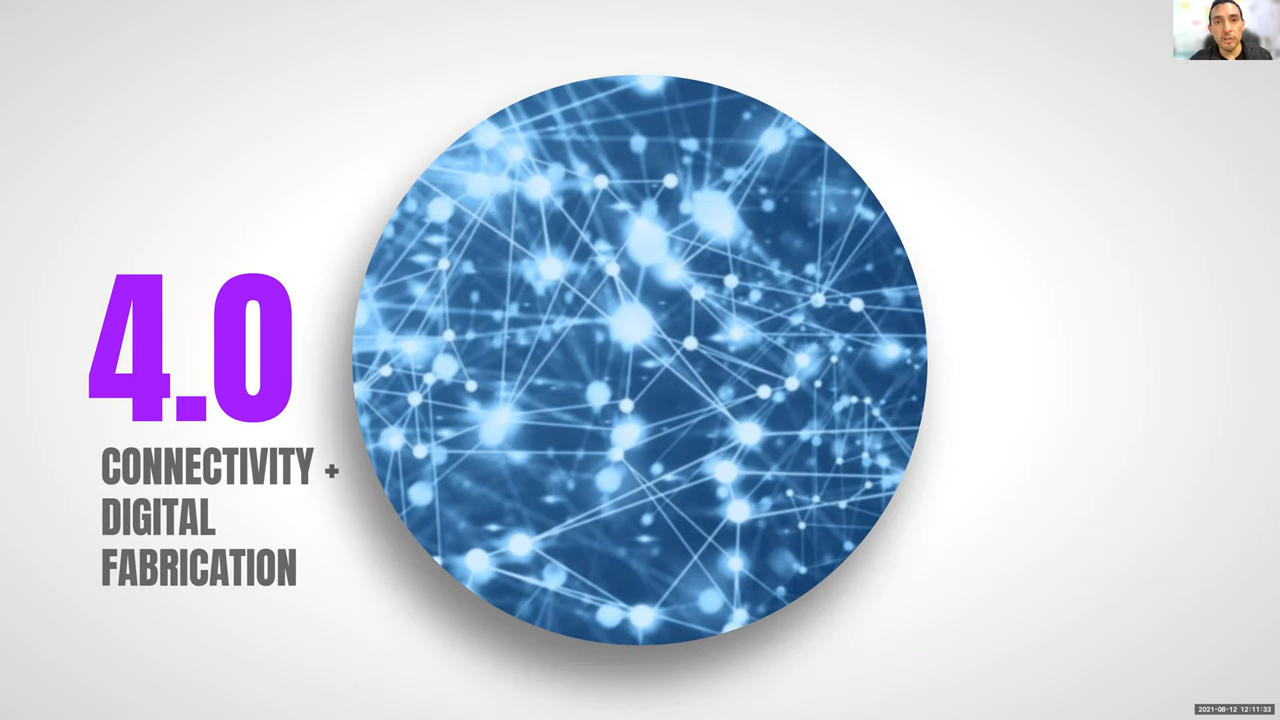 4.0
CONNECTIVITY +
DIGITAL
FABRICATION
2021-08-12 12:11:33